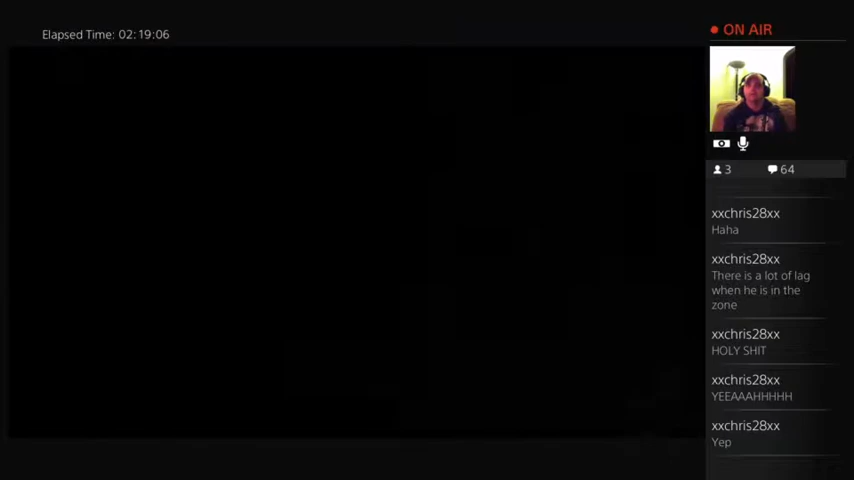 Elapsed Time: 02:19:06
ON AIR
3 64
xxchris28xx
Haha
xxchris28xx
There is a lot of lag
when he is in the
zone
xxchris28xx
HOLY SHIT
xxchris28xx
YEEAAAHHHHH
xxchris28xx
Yep